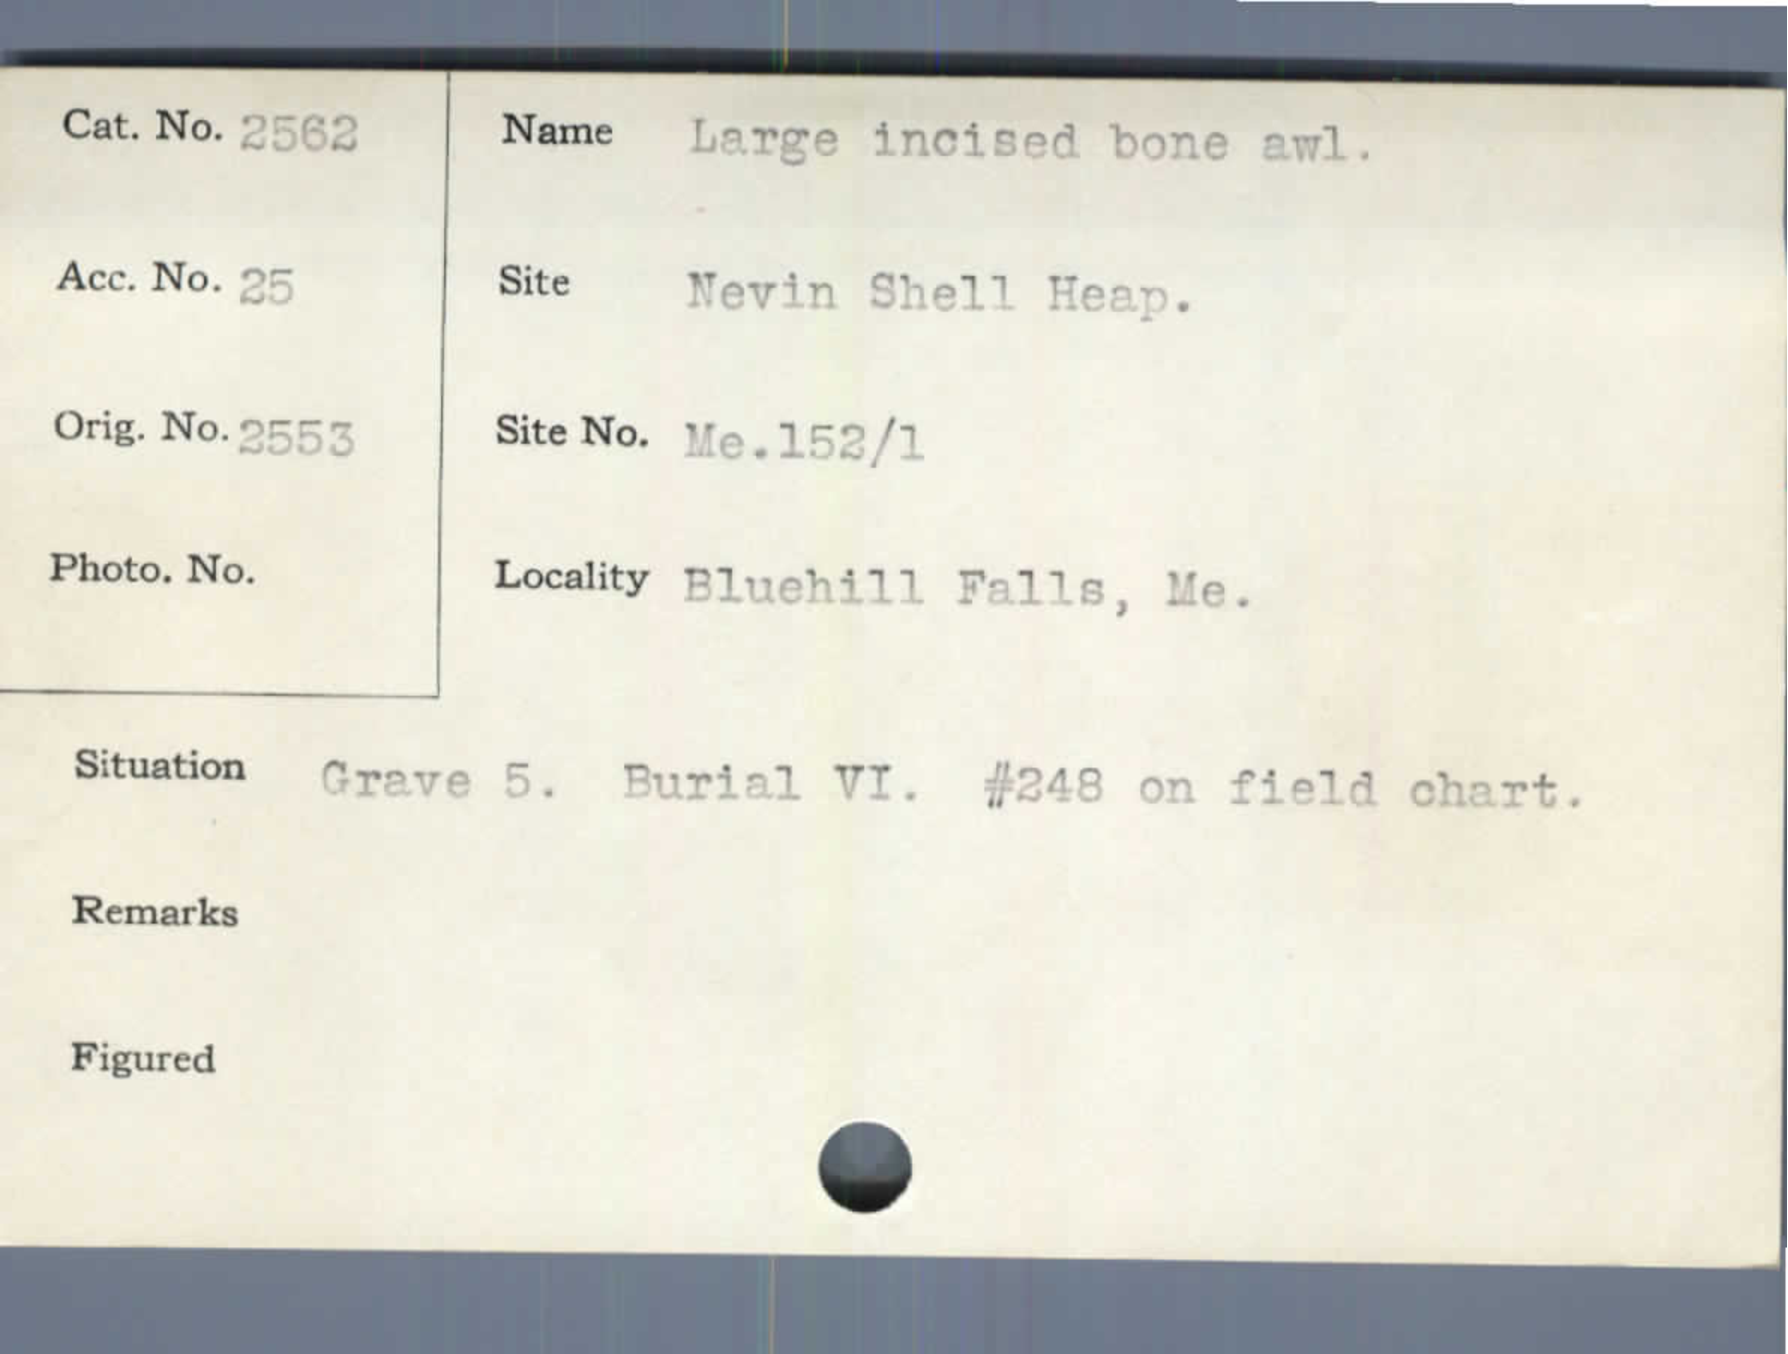 Cat. No. 2562
Name Large incised bone awl.
Acc. No. 25
Site Nevin Shell Heap.
Orig. No. 2553
Site No. Me.152/1
Photo. No.
Locality Bluehill Falls, Me.
Situation Grave 5. Burial VI. #248 on field chart.
Remarks
Figured